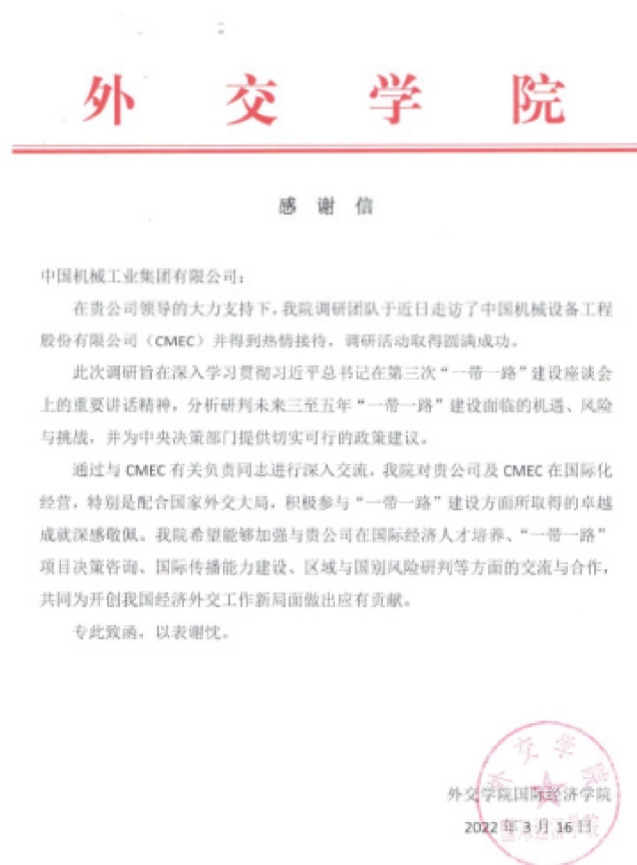 外交学院
感谢信
中国机械工业集团有限公司：
在贵公司领导的大力支持下，我院调研团队于近日走访了中国机械设备工程
股份有限公司（CMEC）并得到热情接待，调研活动取得圆满成功。
此次调研旨在深入学习贯彻习近平总书记在第三次“一带一路”建设座谈会
上的重要讲话精神，分析研判未来三至五年“一带一路”建设面临的机遇、风险
与挑战，并为中央决策部门提供切实可行的政策建议。
通过与 CMEC 有关负责同志进行深入交流，我院对贵公司及 CMEC 在国际化
经营，特别是配合国家外交大局，积极参与“一带一路”建设方面所取得的卓越
成就深感敬佩。我院希望能够加强与贵公司在国际经济人才培养、“一带一路”
项目决策咨询、国际传播能力建设、区域与国别风险研判等方面的交流与合作，
共同为开创我国经济外交工作新局面做出应有贡献。
专此致函，以表谢忱。
外交学院
外交学院国际经济学院
2022 年 3 月 16 日
国际经济学院